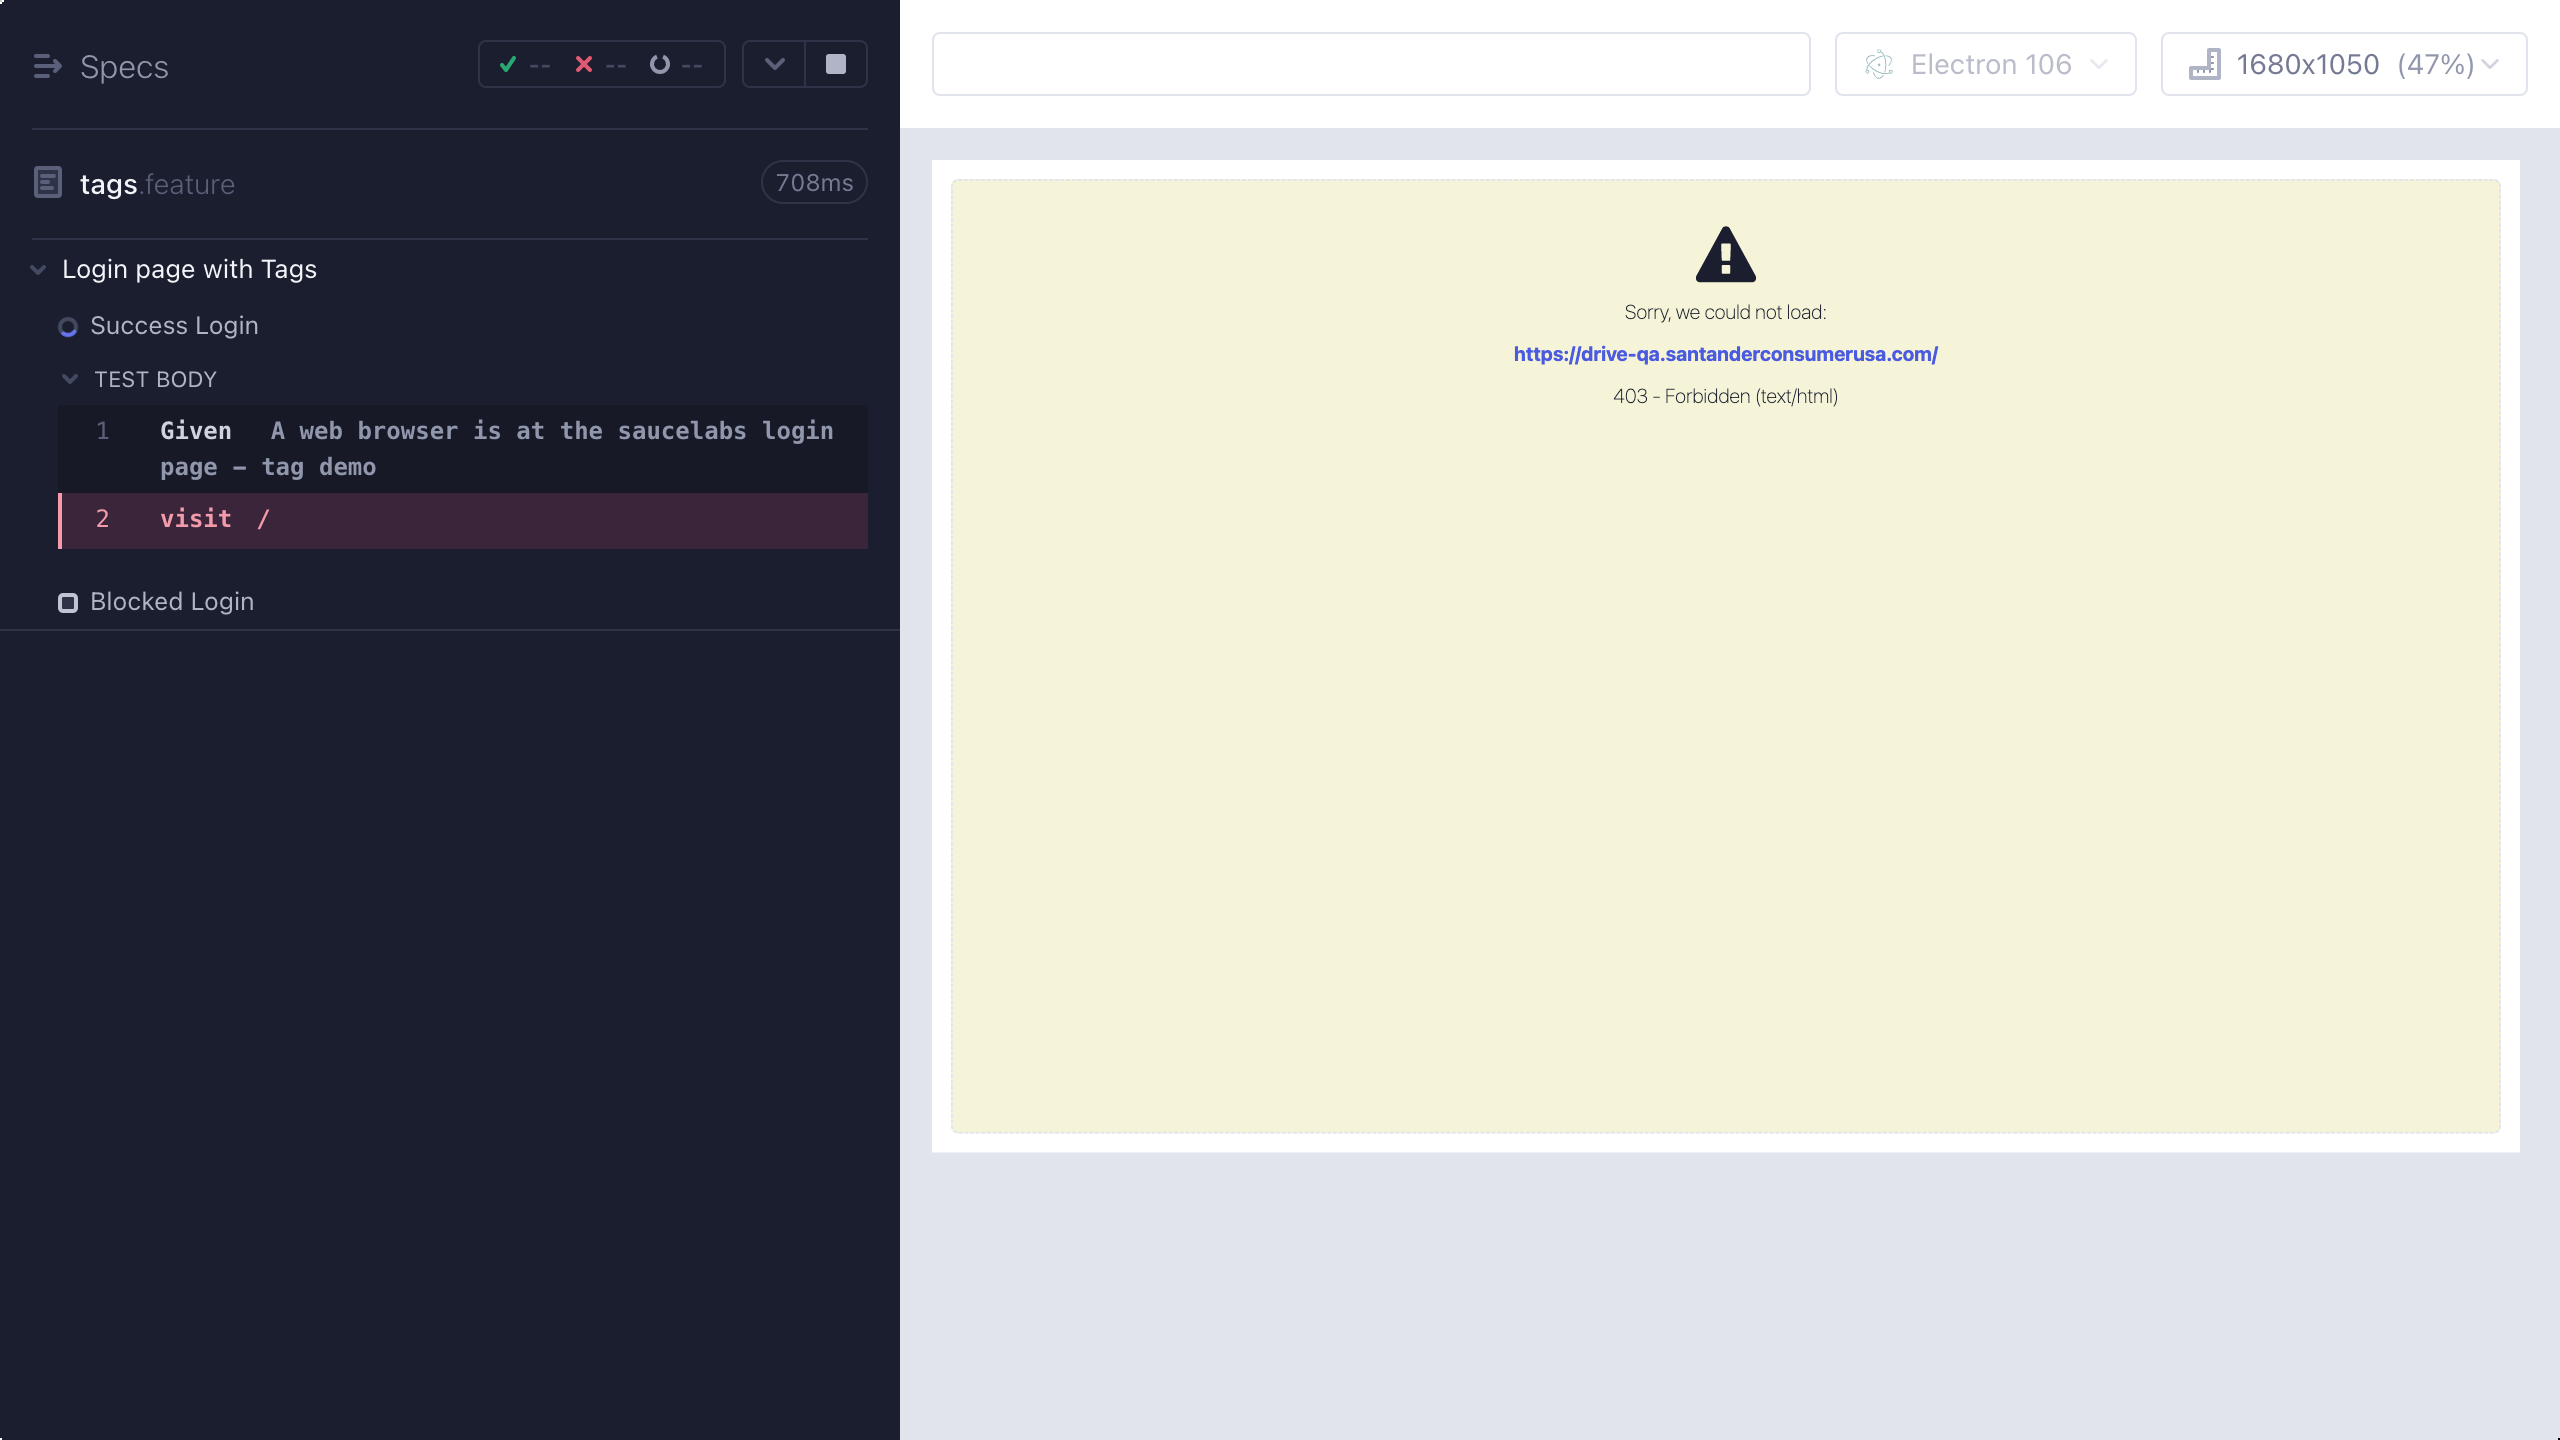 Specs
-- -- --
tags.feature
708ms
Login page with Tags
Success Login
TEST BODY
1 Given A web browser is at the saucelabs login
page – tag demo
2 visit /
Blocked Login
Electron 106
1680x1050 (47%)
Sorry, we could not load:
https://drive-qa.santanderconsumerusa.com/
403 - Forbidden (text/html)